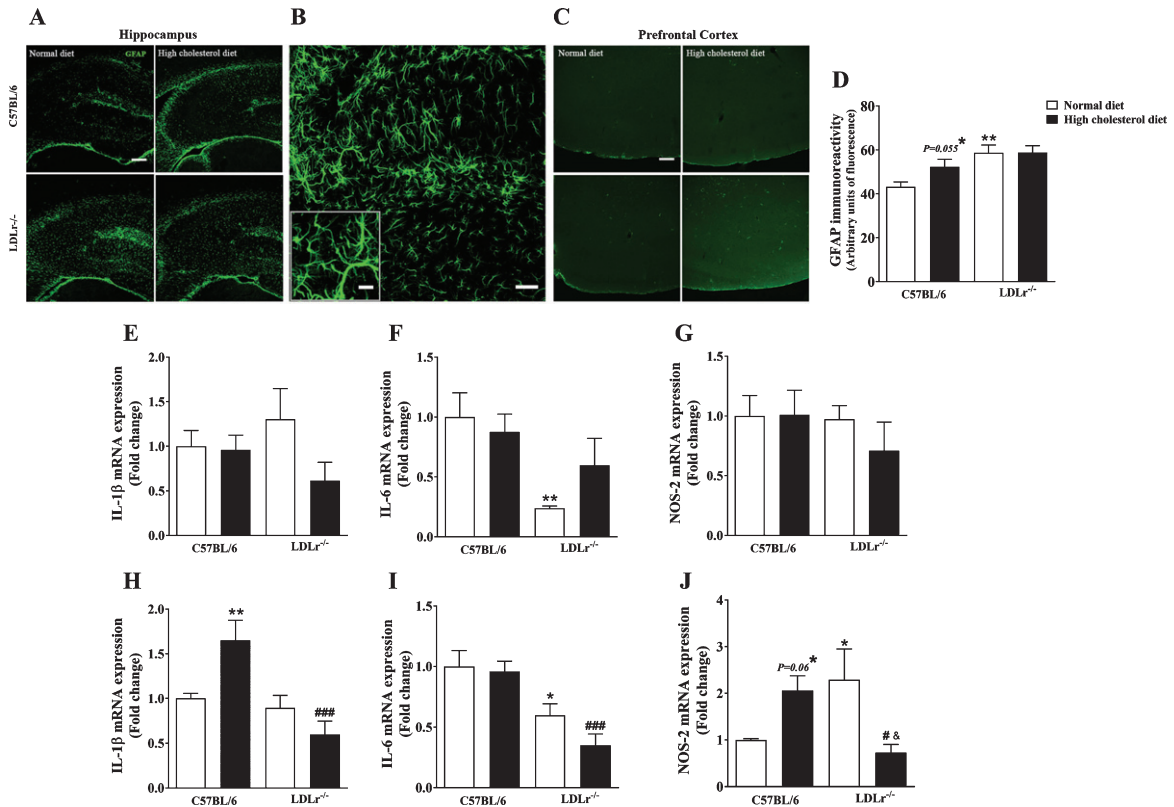 A
Hippocampus
Normal diet
GFAP
High cholesterol diet
C57BL/6
LDLr-/-
B
C
Prefrontal Cortex
Normal diet
High cholesterol diet
D
Normal diet
High cholesterol diet
GFAP immunoreactivity
(Arbitrary units of fluorescence)
80
60
40
20
0
P=0.055 *
**
C57BL/6
LDLr-/-
E
IL-1β mRNA expression
(Fold change)
2.0
1.5
1.0
0.5
0.0
C57BL/6
LDLr-/-
F
IL-6 mRNA expression
(Fold change)
1.5
1.0
0.5
0.0
**
C57BL/6
LDLr-/-
G
NOS-2 mRNA expression
(Fold change)
1.5
1.0
0.5
0.0
C57BL/6
LDLr-/-
H
IL-1β mRNA expression
(Fold change)
2.0
1.5
1.0
0.5
0.0
**
###
C57BL/6
LDLr-/-
I
IL-6 mRNA expression
(Fold change)
1.5
1.0
0.5
0.0
*
###
C57BL/6
LDLr-/-
J
NOS-2 mRNA expression
(Fold change)
4
3
2
1
0
P=0.06 *
*
# &
C57BL/6
LDLr-/-